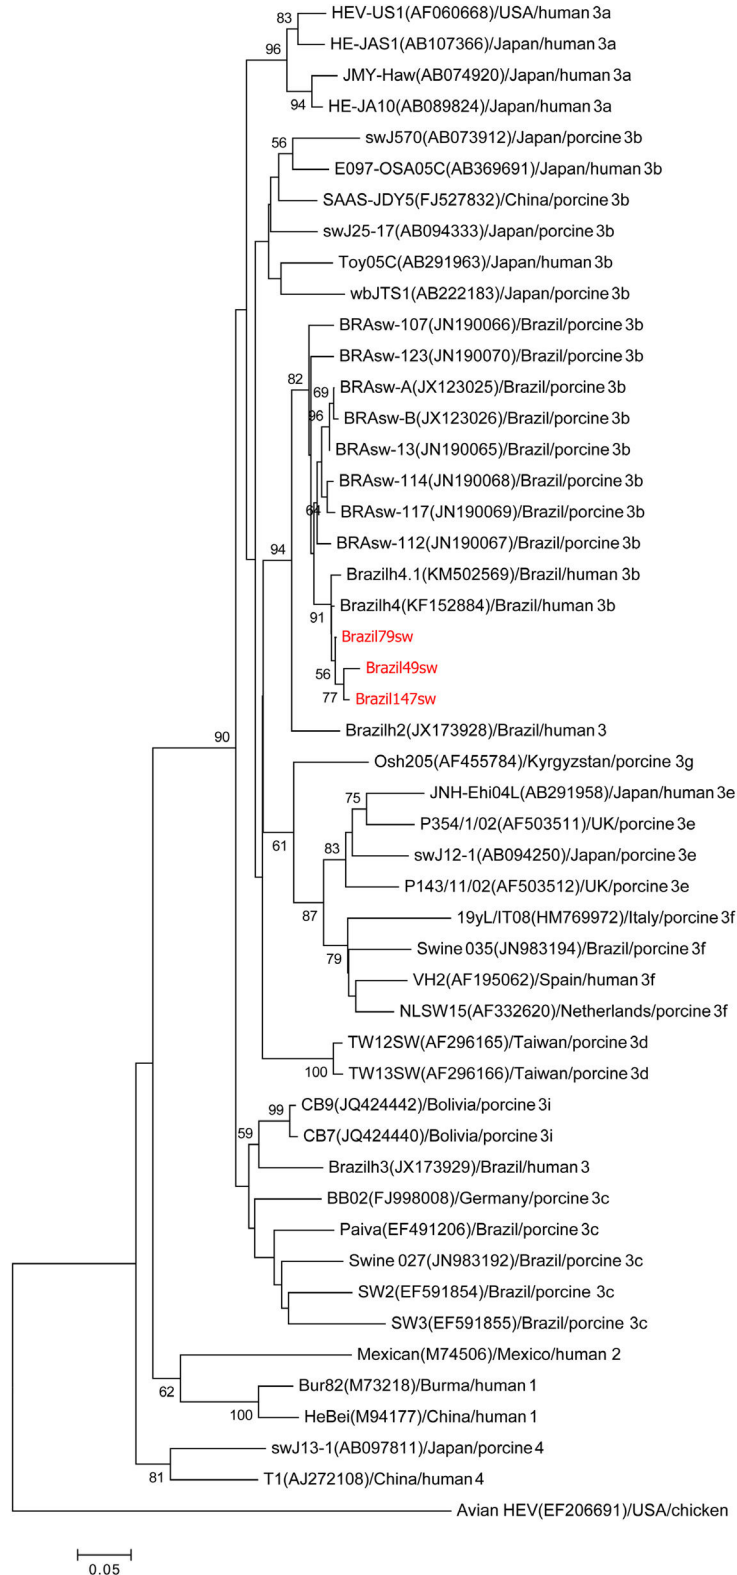 83
HEV-US1(AF060668)/USA/human 3a
HE-JAS1(AB107366)/Japan/human 3a
96
JMY-Haw(AB074920)/Japan/human 3a
94
HE-JA10(AB089824)/Japan/human 3a
56
swJ570(AB073912)/Japan/porcine 3b
E097-OSA05C(AB369691)/Japan/human 3b
SAAS-JDY5(FJ527832)/China/porcine 3b
swJ25-17(AB094333)/Japan/porcine 3b
Toy05C(AB291963)/Japan/human 3b
wbJTS1(AB222183)/Japan/porcine 3b
BRAsw-107(JN190066)/Brazil/porcine 3b
BRAsw-123(JN190070)/Brazil/porcine 3b
82
69
BRAsw-A(JX123025)/Brazil/porcine 3b
96
BRAsw-B(JX123026)/Brazil/porcine 3b
BRAsw-13(JN190065)/Brazil/porcine 3b
BRAsw-114(JN190068)/Brazil/porcine 3b
64
BRAsw-117(JN190069)/Brazil/porcine 3b
BRAsw-112(JN190067)/Brazil/porcine 3b
94
Brazilh4.1(KM502569)/Brazil/human 3b
Brazilh4(KF152884)/Brazil/human 3b
91
Brazil79sw
56
Brazil49sw
77
Brazil147sw
Brazilh2(JX173928)/Brazil/human 3
90
Osh205(AF455784)/Kyrgyzstan/porcine 3g
75
JNH-Ehi04L(AB291958)/Japan/human 3e
P354/1/02(AF503511)/UK/porcine 3e
61
83
swJ12-1(AB094250)/Japan/porcine 3e
P143/11/02(AF503512)/UK/porcine 3e
87
19yL/IT08(HM769972)/Italy/porcine 3f
79
Swine 035(JN983194)/Brazil/porcine 3f
VH2(AF195062)/Spain/human 3f
NLSW15(AF332620)/Netherlands/porcine 3f
TW12SW(AF296165)/Taiwan/porcine 3d
100
TW13SW(AF296166)/Taiwan/porcine 3d
99
CB9(JQ424442)/Bolivia/porcine 3i
59
CB7(JQ424440)/Bolivia/porcine 3i
Brazilh3(JX173929)/Brazil/human 3
BB02(FJ998008)/Germany/porcine 3c
Paiva(EF491206)/Brazil/porcine 3c
Swine 027(JN983192)/Brazil/porcine 3c
SW2(EF591854)/Brazil/porcine 3c
SW3(EF591855)/Brazil/porcine 3c
Mexican(M74506)/Mexico/human 2
62
Bur82(M73218)/Burma/human 1
100
HeBei(M94177)/China/human 1
swJ13-1(AB097811)/Japan/porcine 4
81
T1(AJ272108)/China/human 4
Avian HEV(EF206691)/USA/chicken
0.05